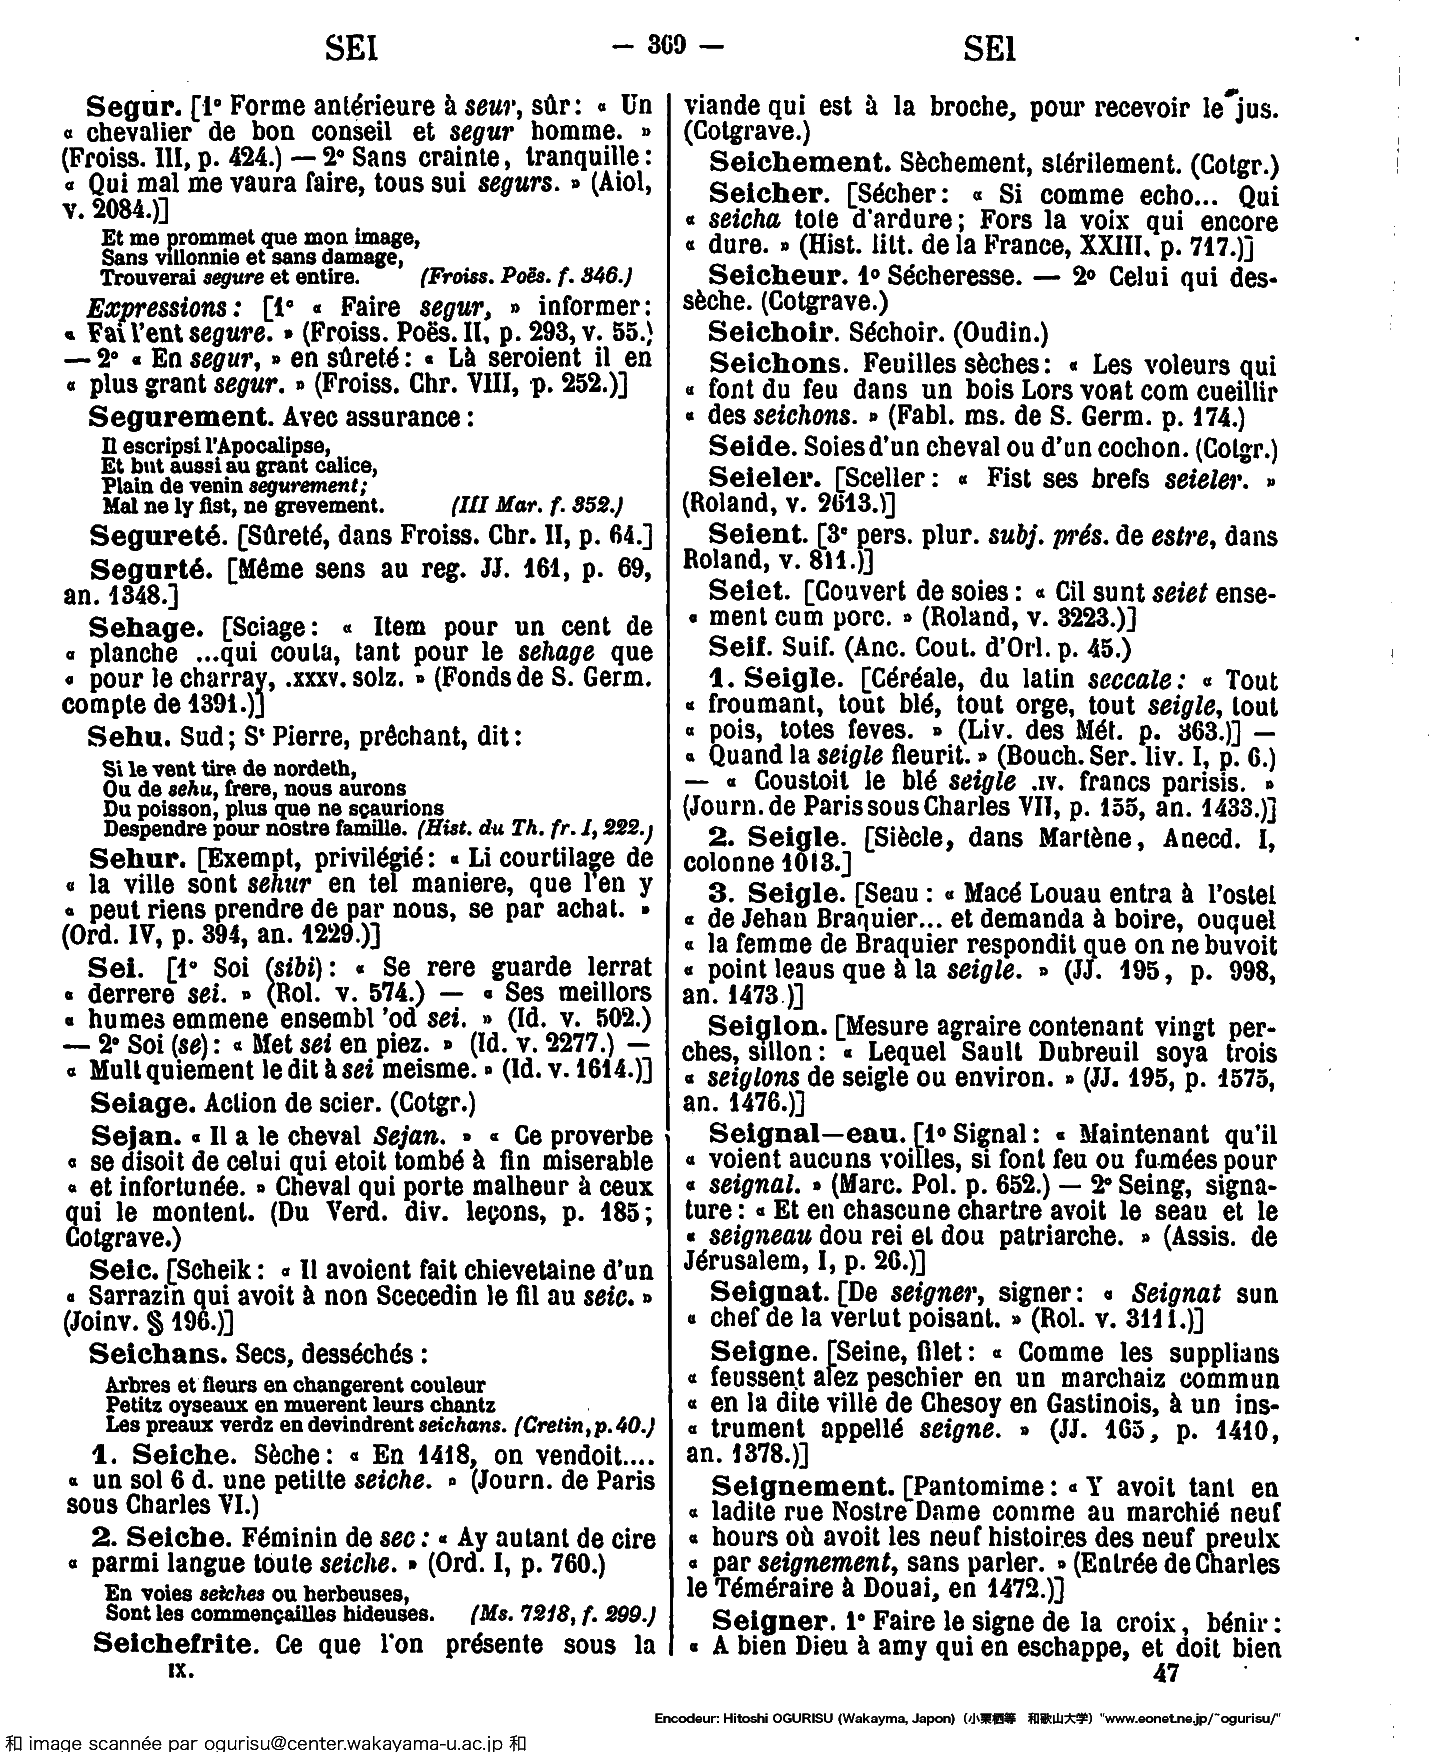 SEI — 369 — SEI
Segur. [1° Forme antérieure à seur, sûr : « Un
« chevalier de bon conseil et segur homme. »
(Froiss. III, p. 424.) — 2° Sans crainte, tranquille :
« Qui mal me vaura faire, tous sui segurs. » (Aiol,
v. 2084.)]
Et me prommet que mon image,
Sans villonnie et sans damage,
Trouverai segure et entire. (Froiss. Poës. f. 346.)
Expressions : [1° « Faire segur, » informer :
« Fai l'ent segure. » (Froiss. Poës. II, p. 293, v. 55.)
— 2° « En segur, » en sûreté : « Là seroient il en
« plus grant segur. » (Froiss. Chr. VIII, p. 252.)]
Segurement. Avec assurance :
Il escripsi l'Apocalipse,
Et but aussi au grant calice,
Plain de venin segurement;
Mal ne ly fist, ne grevement. (III Mar. f. 352.)
Segureté. [Sûreté, dans Froiss. Chr. II, p. 64.]
Segurté. [Même sens au reg. JJ. 161, p. 69,
an. 1348.]
Sehage. [Sciage : « Item pour un cent de
« planche ...qui couta, tant pour le sehage que
« pour le charray, .xxxv. solz. » (Fonds de S. Germ.
compte de 1391.)]
Sehu. Sud ; St Pierre, prêchant, dit :
Si le vent tire de nordeth,
Ou de sehu, frere, nous aurons
Du poisson, plus que ne sçaurions
Despendre pour nostre famille. (Hist. du Th. fr. I, 222.)
Sehur. [Exempt, privilégié : « Li courtilage de
« la ville sont sehur en tel maniere, que l'en y
« peut riens prendre de par nous, se par achat. »
(Ord. IV, p. 394, an. 1229.)]
Sei. [1° Soi (sibi) : « Se rere guarde lerrat
« derrere sei. » (Rol. v. 574.) — « Ses meillors
« humes emmene ensembl 'od sei. » (Id. v. 502.)
— 2° Soi (se) : « Met sei en piez. » (Id. v. 2277.) —
« Mult quiement le dit à sei meisme. » (Id. v. 1614.)]
Seiage. Action de scier. (Cotgr.)
Sejan. « Il a le cheval Sejan. » « Ce proverbe
« se disoit de celui qui etoit tombé à fin miserable
« et infortunée. » Cheval qui porte malheur à ceux
qui le montent. (Du Verd. div. leçons, p. 185 ;
Cotgrave.)
Seic. [Scheik : « Il avoient fait chievetaine d'un
« Sarrazin qui avoit à non Scecedin le fil au seic. »
(Joinv. § 196.)]
Seichans. Secs, desséchés :
Arbres et fleurs en changerent couleur
Petitz oyseaux en muerent leurs chantz
Les preaux verdz en devindrent seichans. (Cretin, p. 40.)
1. Seiche. Sèche : « En 1418, on vendoit....
« un sol 6 d. une petitte seiche. » (Journ. de Paris
sous Charles VI.)
2. Seiche. Féminin de sec : « Ay autant de cire
« parmi langue toute seiche. » (Ord. I, p. 760.)
En voies seiches ou herbeuses,
Sont les commençailles hideuses. (Ms. 7218, f. 299.)
Seichefrite. Ce que l'on présente sous la
IX.
viande qui est à la broche, pour recevoir le jus.
(Cotgrave.)
Seichement. Sèchement, stérilement. (Cotgr.)
Seicher. [Sécher : « Si comme echo... Qui
« seicha tote d'ardure ; Fors la voix qui encore
« dure. » (Hist. litt. de la France, XXIII, p. 717.)]
Seicheur. 1° Sécheresse. — 2° Celui qui des-
sèche. (Cotgrave.)
Seichoir. Séchoir. (Oudin.)
Seichons. Feuilles sèches : « Les voleurs qui
« font du feu dans un bois Lors vont com cueillir
« des seichons. » (Fabl. ms. de S. Germ. p. 174.)
Seide. Soies d'un cheval ou d'un cochon. (Cotgr.)
Seieler. [Sceller : « Fist ses brefs seieler. »
(Roland, v. 2613.)]
Seient. [3e pers. plur. subj. prés. de estre, dans
Roland, v. 811.)]
Seiet. [Couvert de soies : « Cil sunt seiet ense-
« ment cum porc. » (Roland, v. 3223.)]
Seif. Suif. (Anc. Cout. d'Orl. p. 45.)
1. Seigle. [Céréale, du latin seccale : « Tout
« froumant, tout blé, tout orge, tout seigle, tout
« pois, totes feves. » (Liv. des Mét. p. 363.)] —
« Quand la seigle fleurit. » (Bouch. Ser. liv. I, p. 6.)
— « Coustoit le blé seigle .IV. francs parisis. »
(Journ. de Paris sous Charles VII, p. 155, an. 1433.)]
2. Seigle. [Siècle, dans Martène, Anecd. I,
colonne 1013.]
3. Seigle. [Seau : « Macé Louau entra à l'ostel
« de Jehan Braquier... et demanda à boire, ouquel
« la femme de Braquier respondit que on ne buvoit
« point leaus que à la seigle. » (JJ. 195, p. 998,
an. 1473.)]
Seiglon. [Mesure agraire contenant vingt per-
ches, sillon : « Lequel Sault Dubreuil soya trois
« seiglons de seigle ou environ. » (JJ. 195, p. 1575,
an. 1476.)]
Seignal—eau. [1° Signal : « Maintenant qu'il
« voient aucuns voilles, si font feu ou fumées pour
« seignal. » (Marc. Pol. p. 652.) — 2° Seing, signa-
ture : « Et en chascune chartre avoit le seau et le
« seigneau dou rei et dou patriarche. » (Assis. de
Jérusalem, I, p. 26.)]
Seignat. [De seigner, signer : « Seignat sun
« chef de la vertut poisant. » (Rol. v. 3111.)]
Seigne. [Seine, filet : « Comme les supplians
« feussent alez peschier en un marchaiz commun
« en la dite ville de Chesoy en Gastinois, à un ins-
« trument appellé seigne. » (JJ. 165, p. 1410,
an. 1378.)]
Seignement. [Pantomime : « Y avoit tant en
« ladite rue Nostre Dame comme au marchié neuf
« hours où avoit les neuf histoires des neuf preulx
« par seignement, sans parler. » (Entrée de Charles
le Téméraire à Douai, en 1472.)]
Seigner. 1° Faire le signe de la croix, bénir :
« A bien Dieu à amy qui en eschappe, et doit bien
47
Encodeur: Hitoshi OGURISU (Wakayma, Japon) (小栗栖等 和歌山大学) "www.eonet.ne.jp/~ogurisu/"
和 image scannée par ogurisu@center.wakayama-u.ac.jp 和